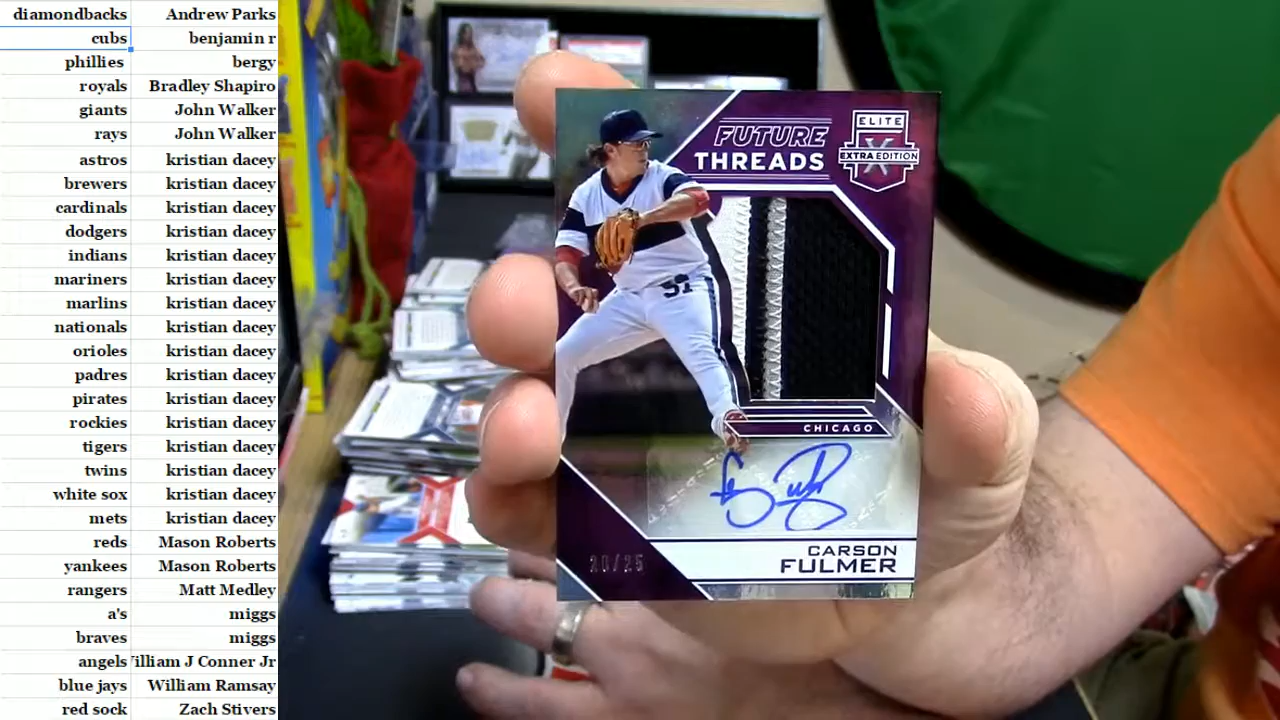 diamondbacks Andrew Parks
cubs benjamin r
phillies bergy
royals Bradley Shapiro
giants John Walker
rays John Walker
astros kristian dacey
brewers kristian dacey
cardinals kristian dacey
dodgers kristian dacey
indians kristian dacey
mariners kristian dacey
marlins kristian dacey
nationals kristian dacey
orioles kristian dacey
padres kristian dacey
pirates kristian dacey
rockies kristian dacey
tigers kristian dacey
twins kristian dacey
white sox kristian dacey
mets kristian dacey
reds Mason Roberts
yankees Mason Roberts
rangers Matt Medley
a's miggs
braves miggs
angels illiam J Conner Jr
blue jays William Ramsay
red sock Zach Stivers
FUTURE
THREADS
ELITE
X
EXTRA EDITION
51
CHICAGO
CARSON
FULMER
20/25